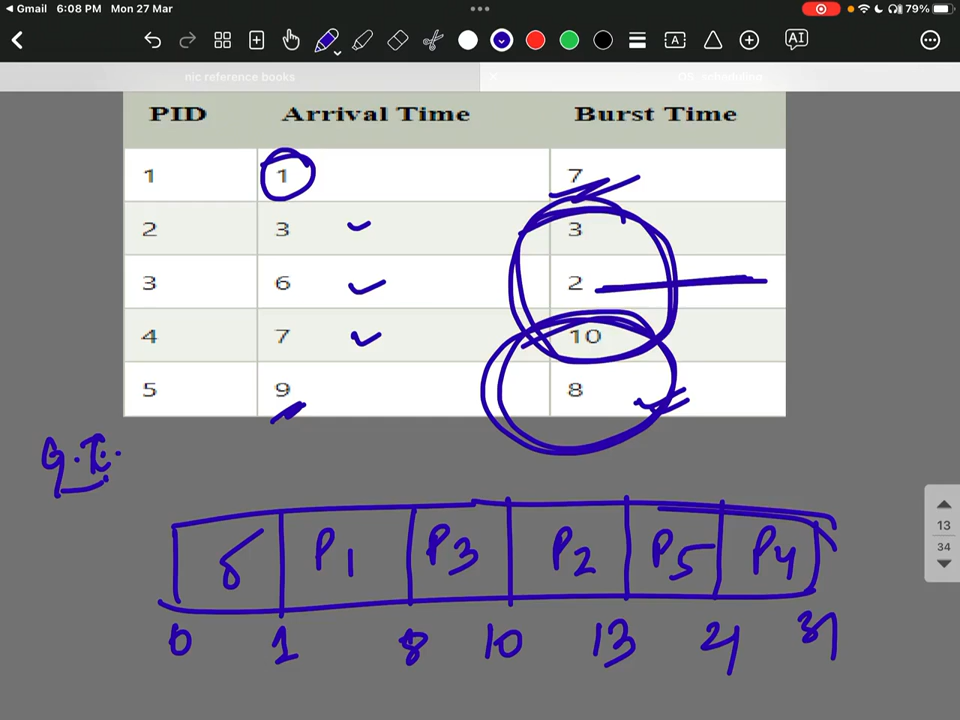 Gmail 6:08 PM Mon 27 Mar 79%
A AI
nic reference books OS scheduling
PID Arrival Time Burst Time
1 1 7
2 3 3
3 6 2
4 7 10
5 9 8
13
34
P1 P3 P2 P5 P4
0 1 8 10 13 21 31